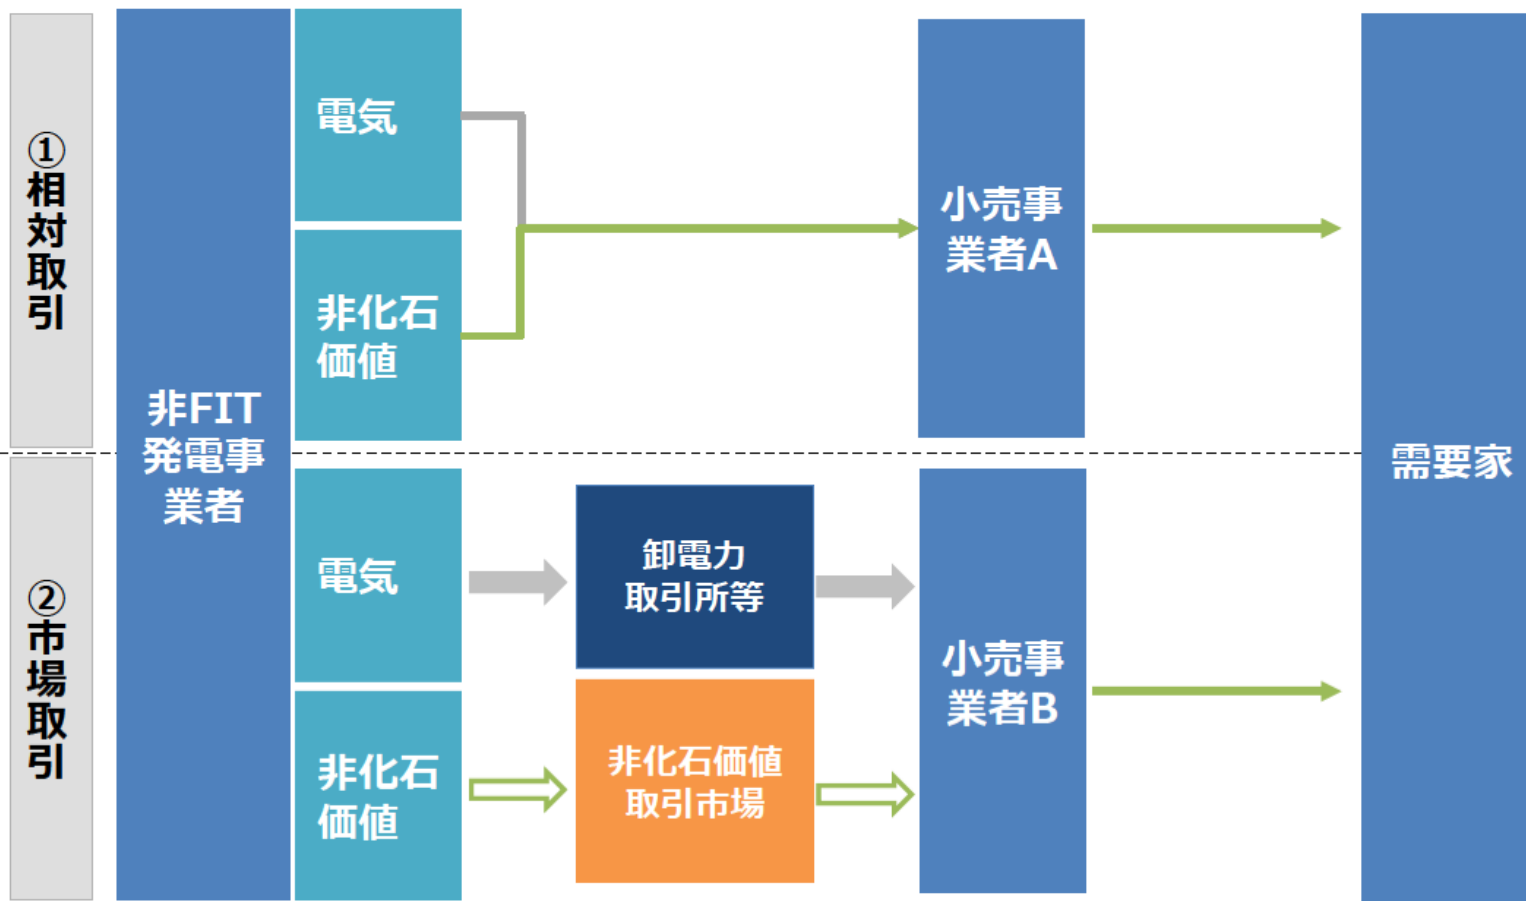 ①相対取引
非FIT
発電事
業者
電気
非化石
価値
小売事
業者A
需要家
②市場取引
電気
非化石
価値
卸電力
取引所等
非化石価値
取引市場
小売事
業者B